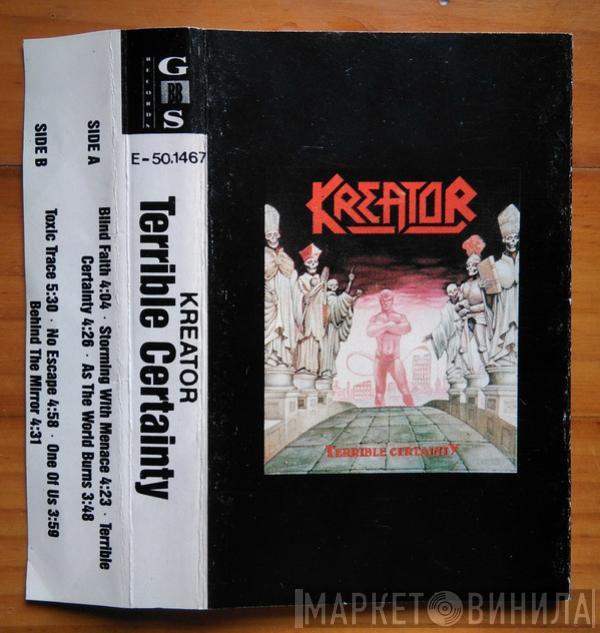 SIDE A
Blind Faith 4:04 · Storming With Menace 4:23 · Terrible
Certainty 4:26 · As The World Burns 3:48
SIDE B
Toxic Trace 5:30 · No Escape 4:58 · One Of Us 3:59
Behind The Mirror 4:31
G
BB
S
RECORDS
E-50.1467
KREATOR
Terrible Certainty
KREATOR
TERRIBLE CERTAINTY
МАРКЕТ ВИНИЛА